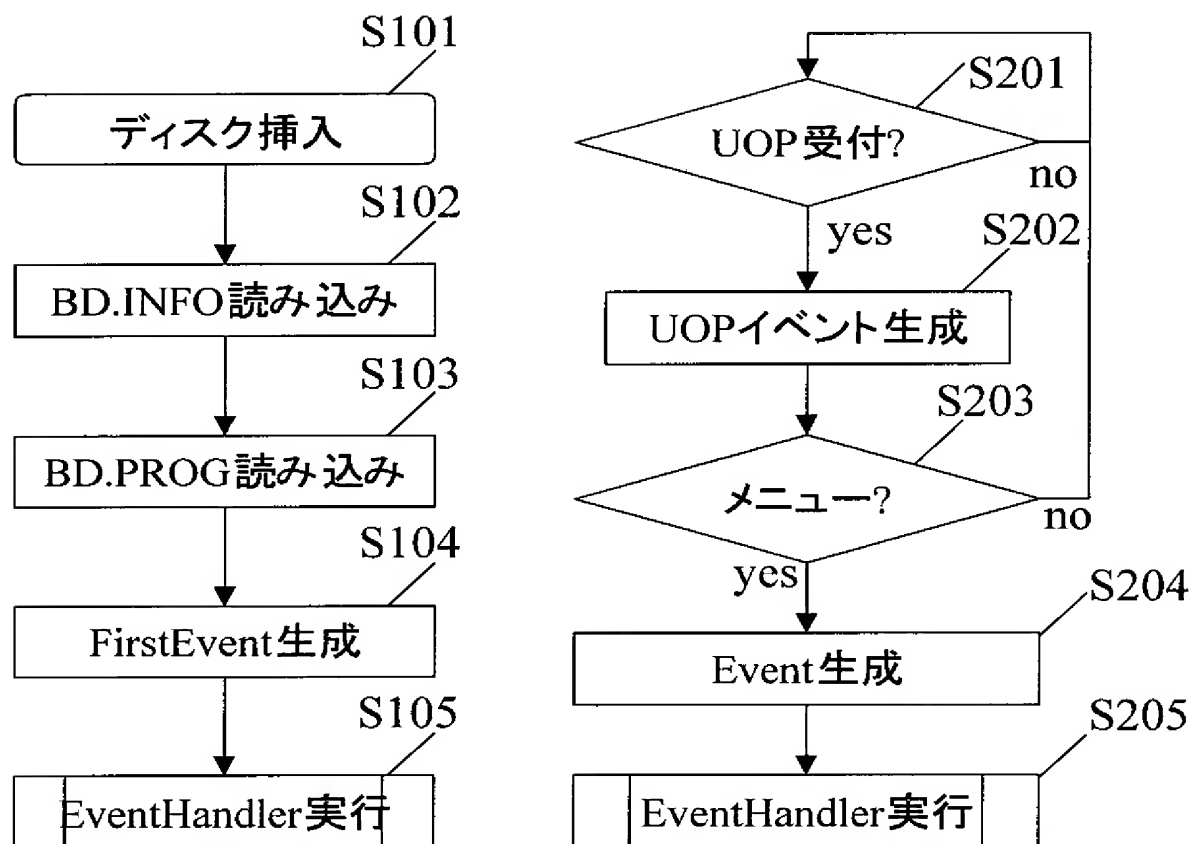 S101
ディスク挿入
S102
BD.INFO読み込み
S103
BD.PROG読み込み
S104
FirstEvent生成
S105
EventHandler実行
S201
UOP受付?
no
yes
S202
UOPイベント生成
S203
メニュー?
no
yes
S204
Event生成
S205
EventHandler実行